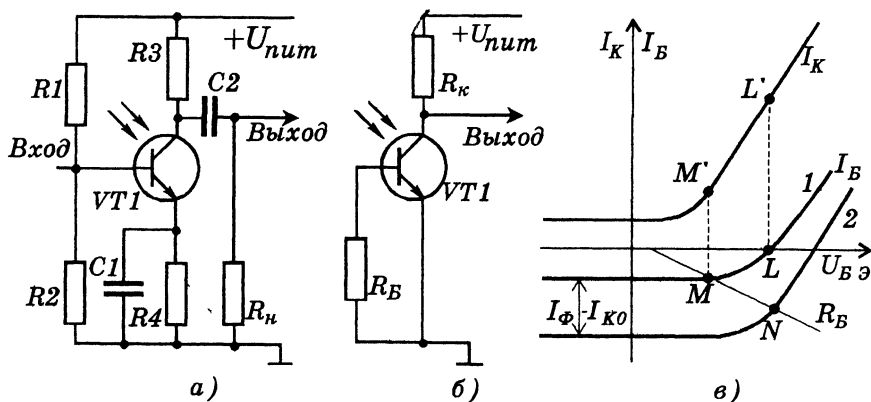 +Uпит
R3
C2
R1
Вход
Выход
VT1
C1
R2
R4
Rн
а)
+Uпит
Rк
Выход
VT1
RБ
б)
IК IБ
IК
L'
M'
1 IБ
2
L
UБ Э
M
IФ-IК0
N
RБ
в)